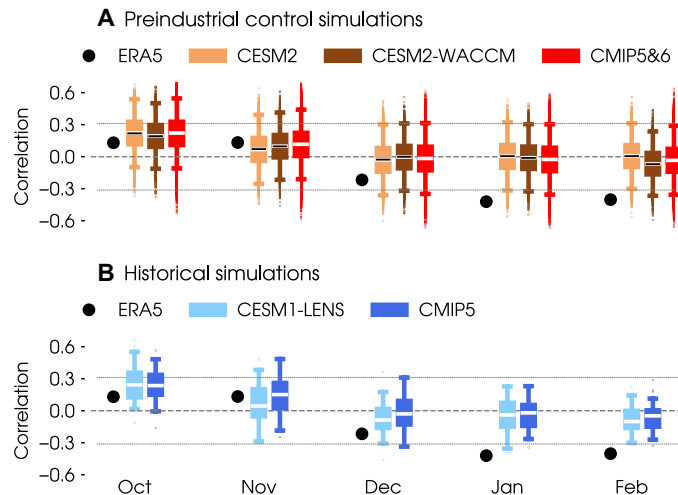 A Preindustrial control simulations
ERA5 CESM2 CESM2-WACCM CMIP5&6
Correlation
0.6
0.3
0.0
−0.3
−0.6
B Historical simulations
ERA5 CESM1-LENS CMIP5
Correlation
0.6
0.3
0.0
−0.3
−0.6
Oct Nov Dec Jan Feb